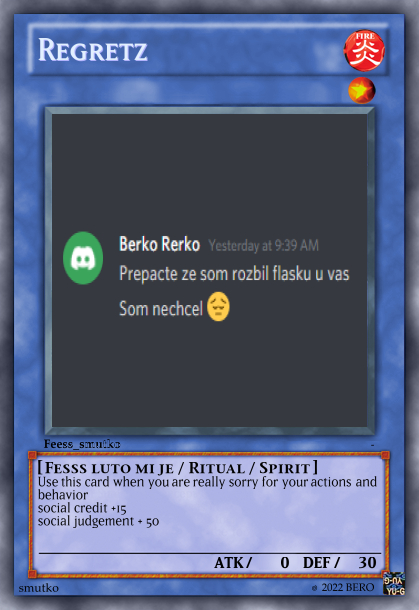 REGRETZ
FIRE
炎
Berko Rerko Yesterday at 9:39 AM
Prepacte ze som rozbil flasku u vas
Som nechcel 😔
Feess_smutko -
[FESSS LUTO MI JE / RITUAL / SPIRIT]
Use this card when you are really sorry for your actions and
behavior
social credit +15
social judgement + 50
ATK / 0 DEF / 30
smutko
© 2022 BERO
YU-G